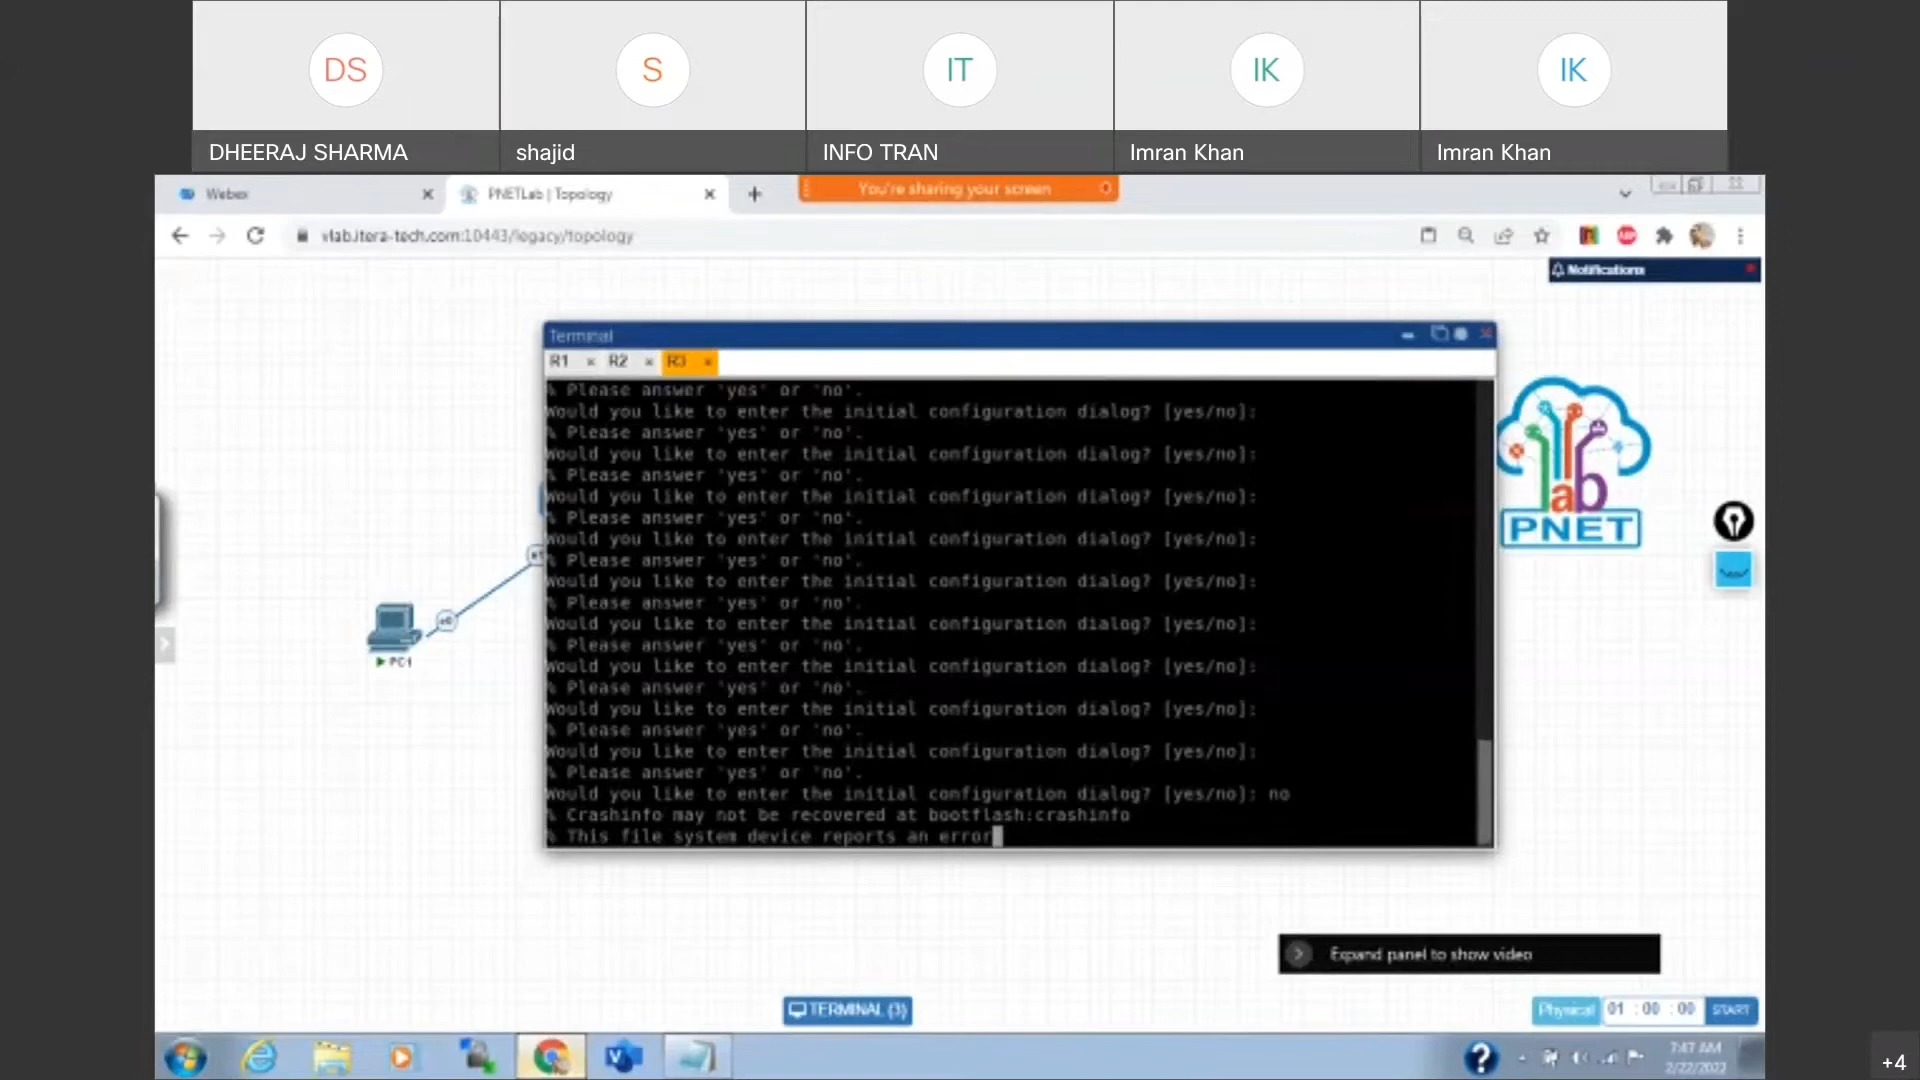 DS
S
IT
IK
IK
DHEERAJ SHARMA
shajid
INFO TRAN
Imran Khan
Imran Khan
Webex
PNETLab | Topology
You're sharing your screen
vlab.itera-tech.com:10443/legacy/topology
ABP
Notifications
Terminal
R1 × R2 × R3 ×
% Please answer 'yes' or 'no'.
Would you like to enter the initial configuration dialog? [yes/no]:
% Please answer 'yes' or 'no'.
Would you like to enter the initial configuration dialog? [yes/no]:
% Please answer 'yes' or 'no'.
Would you like to enter the initial configuration dialog? [yes/no]:
% Please answer 'yes' or 'no'.
Would you like to enter the initial configuration dialog? [yes/no]:
% Please answer 'yes' or 'no'.
Would you like to enter the initial configuration dialog? [yes/no]:
% Please answer 'yes' or 'no'.
Would you like to enter the initial configuration dialog? [yes/no]:
% Please answer 'yes' or 'no'.
Would you like to enter the initial configuration dialog? [yes/no]:
% Please answer 'yes' or 'no'.
Would you like to enter the initial configuration dialog? [yes/no]:
% Please answer 'yes' or 'no'.
Would you like to enter the initial configuration dialog? [yes/no]:
% Please answer 'yes' or 'no'.
Would you like to enter the initial configuration dialog? [yes/no]: no
% Crashinfo may not be recovered at bootflash:crashinfo
% This file system device reports an error
lab
PNET
e0
PC1
Expand panel to show video
TERMINAL (3)
Physical 01 : 00 : 00 START
7:47 AM
2/22/2022
+4